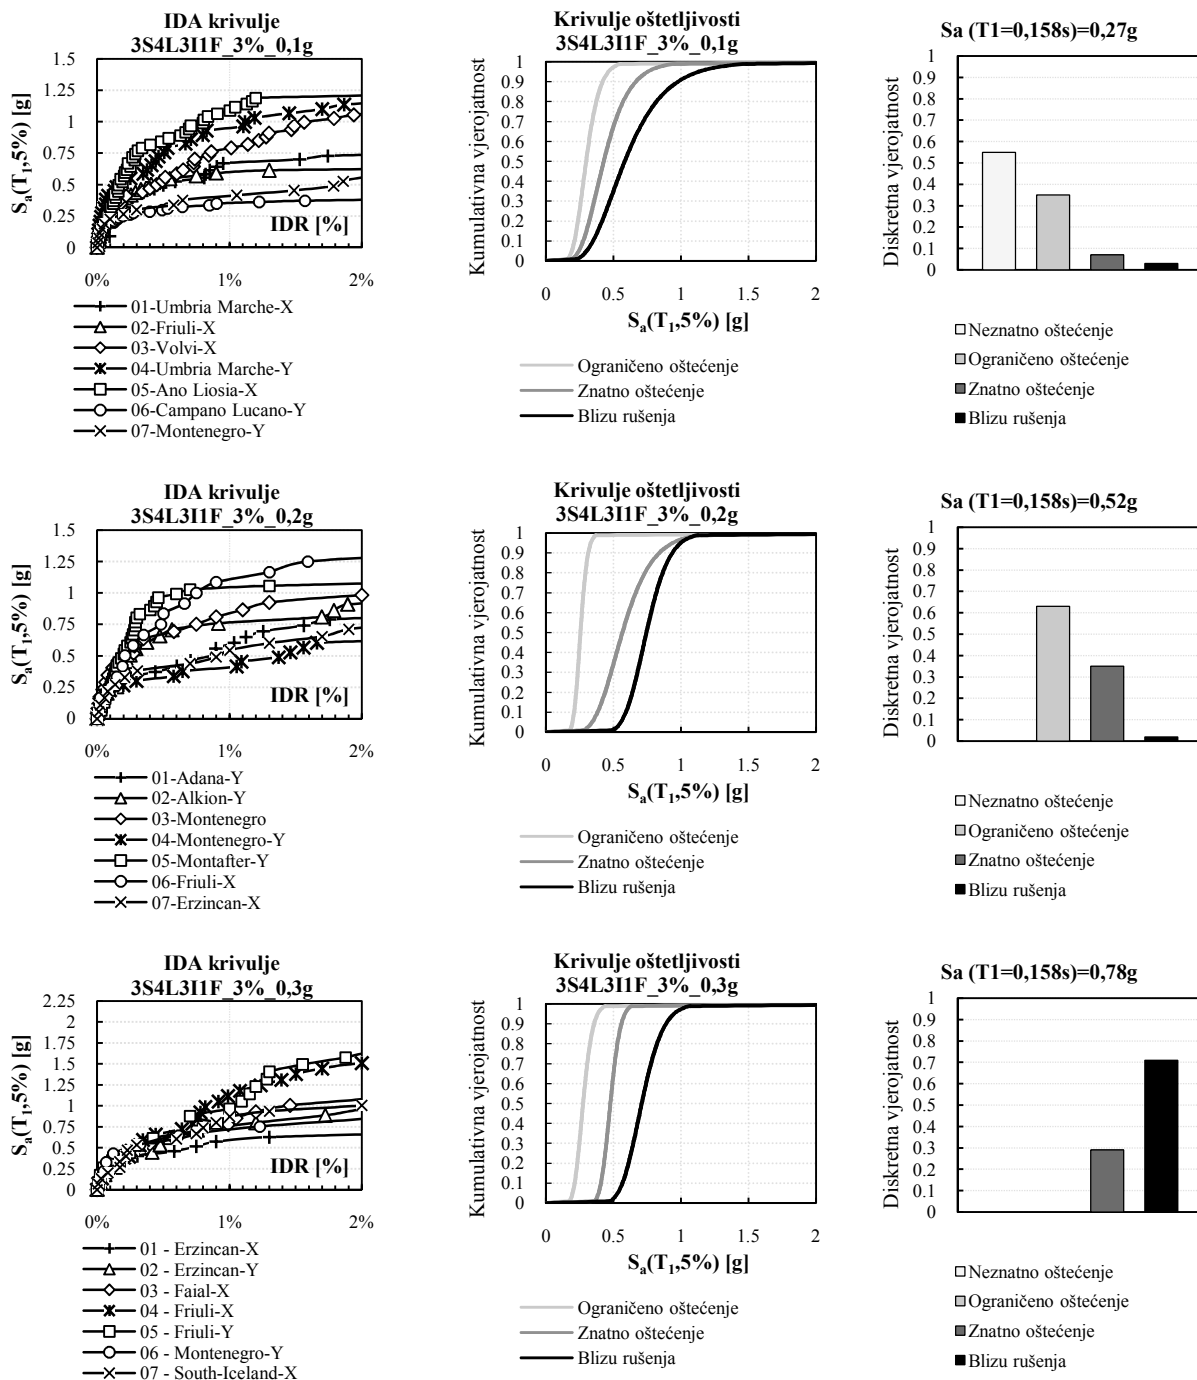 IDA krivulje
3S4L3I1F_3%_0,1g
1.5
1.25
1
0.75
0.5
0.25
0
Sa(T1,5%) [g]
IDR [%]
0% 1% 2%
01-Umbria Marche-X
02-Friuli-X
03-Volvi-X
04-Umbria Marche-Y
05-Ano Liosia-X
06-Campano Lucano-Y
07-Montenegro-Y
Krivulje oštetljivosti
3S4L3I1F_3%_0,1g
1
0.9
0.8
0.7
0.6
0.5
0.4
0.3
0.2
0.1
0
Kumulativna vjerojatnost
0 0.5 1 1.5 2
Sa(T1,5%) [g]
Ograničeno oštećenje
Znatno oštećenje
Blizu rušenja
Sa (T1=0,158s)=0,27g
1
0.9
0.8
0.7
0.6
0.5
0.4
0.3
0.2
0.1
0
Diskretna vjerojatnost
Neznatno oštećenje
Ograničeno oštećenje
Znatno oštećenje
Blizu rušenja
IDA krivulje
3S4L3I1F_3%_0,2g
1.5
1.25
1
0.75
0.5
0.25
0
Sa(T1,5%) [g]
IDR [%]
0% 1% 2%
01-Adana-Y
02-Alkion-Y
03-Montenegro
04-Montenegro-Y
05-Montafter-Y
06-Friuli-X
07-Erzincan-X
Krivulje oštetljivosti
3S4L3I1F_3%_0,2g
1
0.9
0.8
0.7
0.6
0.5
0.4
0.3
0.2
0.1
0
Kumulativna vjerojatnost
0 0.5 1 1.5 2
Sa(T1,5%) [g]
Ograničeno oštećenje
Znatno oštećenje
Blizu rušenja
Sa (T1=0,158s)=0,52g
1
0.9
0.8
0.7
0.6
0.5
0.4
0.3
0.2
0.1
0
Diskretna vjerojatnost
Neznatno oštećenje
Ograničeno oštećenje
Znatno oštećenje
Blizu rušenja
IDA krivulje
3S4L3I1F_3%_0,3g
2.25
2
1.75
1.5
1.25
1
0.75
0.5
0.25
0
Sa(T1,5%) [g]
IDR [%]
0% 1% 2%
01 - Erzincan-X
02 - Erzincan-Y
03 - Faial-X
04 - Friuli-X
05 - Friuli-Y
06 - Montenegro-Y
07 - South-Iceland-X
Krivulje oštetljivosti
3S4L3I1F_3%_0,3g
1
0.9
0.8
0.7
0.6
0.5
0.4
0.3
0.2
0.1
0
Kumulativna vjerojatnost
0 0.5 1 1.5 2
Sa(T1,5%) [g]
Ograničeno oštećenje
Znatno oštećenje
Blizu rušenja
Sa (T1=0,158s)=0,78g
1
0.9
0.8
0.7
0.6
0.5
0.4
0.3
0.2
0.1
0
Diskretna vjerojatnost
Neznatno oštećenje
Ograničeno oštećenje
Znatno oštećenje
Blizu rušenja